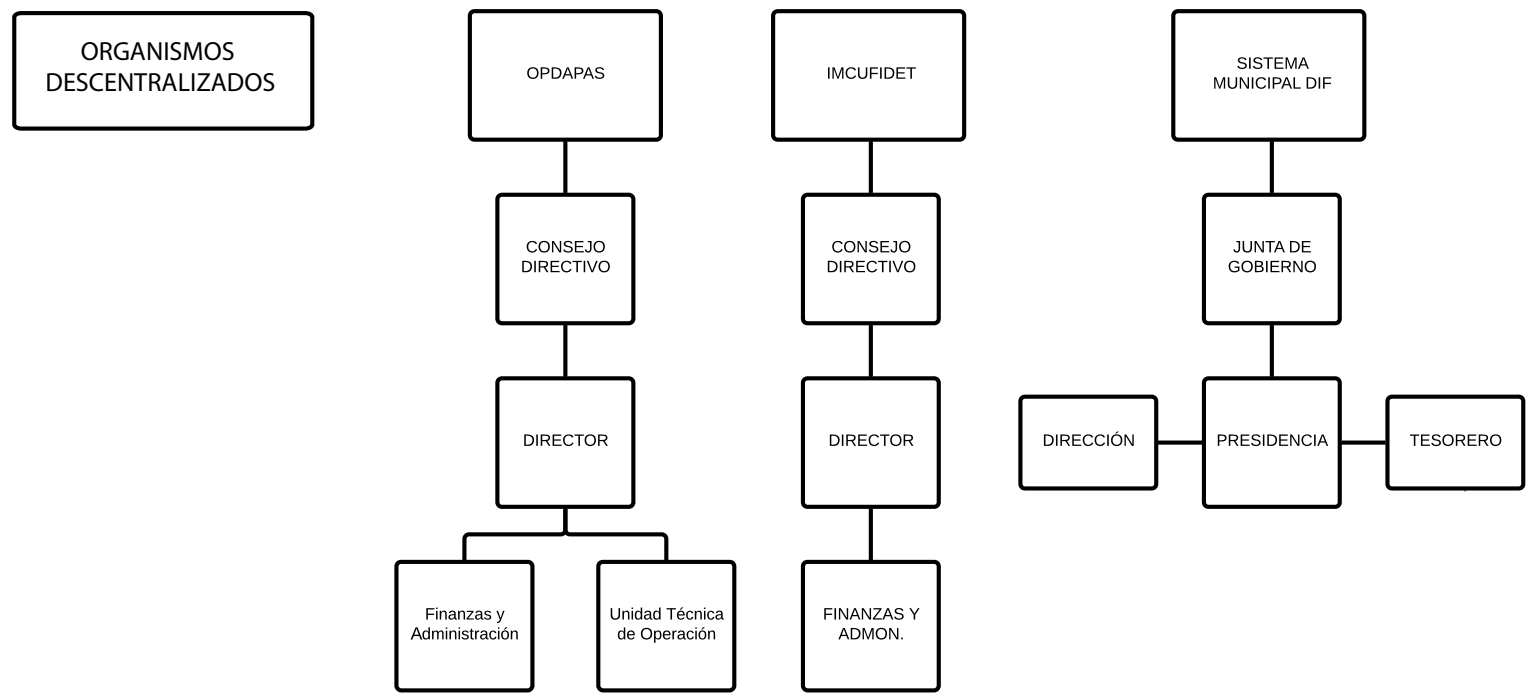 ORGANISMOS
DESCENTRALIZADOS
OPDAPAS
IMCUFIDET
SISTEMA
MUNICIPAL DIF
CONSEJO
DIRECTIVO
CONSEJO
DIRECTIVO
JUNTA DE
GOBIERNO
DIRECTOR
DIRECTOR
DIRECCIÓN
PRESIDENCIA
TESORERO
Finanzas y
Administración
Unidad Técnica
de Operación
FINANZAS Y
ADMON.